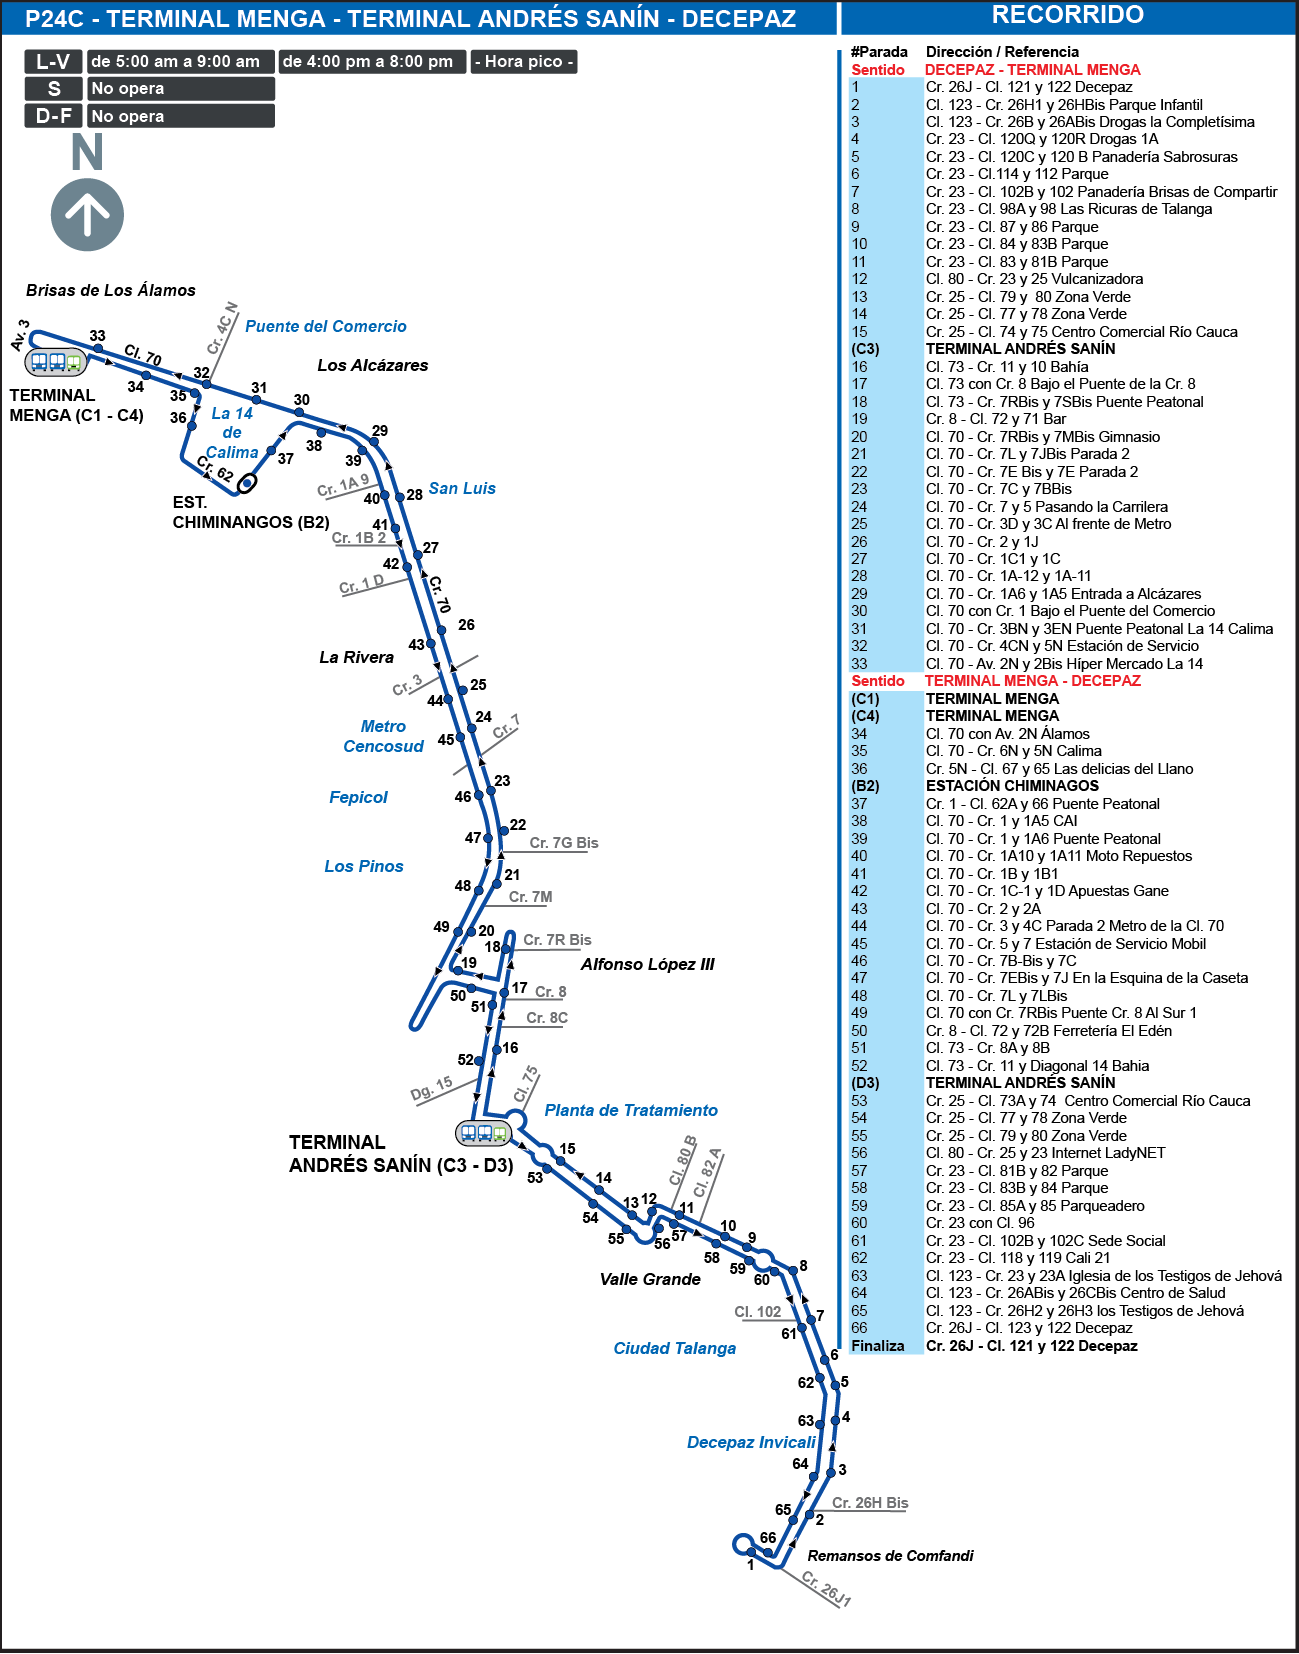 P24C - TERMINAL MENGA - TERMINAL ANDRÉS SANÍN - DECEPAZ
RECORRIDO
L-V de 5:00 am a 9:00 am de 4:00 pm a 8:00 pm - Hora pico -
S No opera
D-F No opera
N
Brisas de Los Álamos
Av. 3
33
Cl. 70
Cr. 4C N
Puente del Comercio
Los Alcázares
34
32
31
30
35
36
TERMINAL
MENGA (C1 - C4)
La 14
de
Calima
Cr. 62
37
38
39
29
EST.
CHIMINANGOS (B2)
Cr. 1A 9
40
28
San Luis
41
Cr. 1B 2
42
27
Cr. 1 D
Cr. 70
26
43
La Rivera
Cr. 3
25
44
24
Cr. 7
Metro
Cencosud
45
23
46
Fepicol
22
47
Cr. 7G Bis
Los Pinos
48
21
Cr. 7M
49
20
18
Cr. 7R Bis
Alfonso López III
19
50
17
Cr. 8
51
Cr. 8C
52
16
Dg. 15
Cl. 75
Planta de Tratamiento
TERMINAL
ANDRÉS SANÍN (C3 - D3)
15
53
14
54
13
12
55
56
Cl. 80 B
Cl. 82 A
11
57
10
58
9
59
60
8
Valle Grande
Cl. 102
7
61
Ciudad Talanga
6
62
5
63
4
Decepaz Invicali
64
3
65
2
Cr. 26H Bis
66
1
Remansos de Comfandi
Cr. 26J1
#Parada Dirección / Referencia
Sentido DECEPAZ - TERMINAL MENGA
1 Cr. 26J - Cl. 121 y 122 Decepaz
2 Cl. 123 - Cr. 26H1 y 26HBis Parque Infantil
3 Cl. 123 - Cr. 26B y 26ABis Drogas la Completísima
4 Cr. 23 - Cl. 120Q y 120R Drogas 1A
5 Cr. 23 - Cl. 120C y 120 B Panadería Sabrosuras
6 Cr. 23 - Cl.114 y 112 Parque
7 Cr. 23 - Cl. 102B y 102 Panadería Brisas de Compartir
8 Cr. 23 - Cl. 98A y 98 Las Ricuras de Talanga
9 Cr. 23 - Cl. 87 y 86 Parque
10 Cr. 23 - Cl. 84 y 83B Parque
11 Cr. 23 - Cl. 83 y 81B Parque
12 Cl. 80 - Cr. 23 y 25 Vulcanizadora
13 Cr. 25 - Cl. 79 y 80 Zona Verde
14 Cr. 25 - Cl. 77 y 78 Zona Verde
15 Cr. 25 - Cl. 74 y 75 Centro Comercial Río Cauca
(C3) TERMINAL ANDRÉS SANÍN
16 Cl. 73 - Cr. 11 y 10 Bahía
17 Cl. 73 con Cr. 8 Bajo el Puente de la Cr. 8
18 Cl. 73 - Cr. 7RBis y 7SBis Puente Peatonal
19 Cr. 8 - Cl. 72 y 71 Bar
20 Cl. 70 - Cr. 7RBis y 7MBis Gimnasio
21 Cl. 70 - Cr. 7L y 7JBis Parada 2
22 Cl. 70 - Cr. 7E Bis y 7E Parada 2
23 Cl. 70 - Cr. 7C y 7BBis
24 Cl. 70 - Cr. 7 y 5 Pasando la Carrilera
25 Cl. 70 - Cr. 3D y 3C Al frente de Metro
26 Cl. 70 - Cr. 2 y 1J
27 Cl. 70 - Cr. 1C1 y 1C
28 Cl. 70 - Cr. 1A-12 y 1A-11
29 Cl. 70 - Cr. 1A6 y 1A5 Entrada a Alcázares
30 Cl. 70 con Cr. 1 Bajo el Puente del Comercio
31 Cl. 70 - Cr. 3BN y 3EN Puente Peatonal La 14 Calima
32 Cl. 70 - Cr. 4CN y 5N Estación de Servicio
33 Cl. 70 - Av. 2N y 2Bis Híper Mercado La 14
Sentido TERMINAL MENGA - DECEPAZ
(C1) TERMINAL MENGA
(C4) TERMINAL MENGA
34 Cl. 70 con Av. 2N Álamos
35 Cl. 70 - Cr. 6N y 5N Calima
36 Cr. 5N - Cl. 67 y 65 Las delicias del Llano
(B2) ESTACIÓN CHIMINAGOS
37 Cr. 1 - Cl. 62A y 66 Puente Peatonal
38 Cl. 70 - Cr. 1 y 1A5 CAI
39 Cl. 70 - Cr. 1 y 1A6 Puente Peatonal
40 Cl. 70 - Cr. 1A10 y 1A11 Moto Repuestos
41 Cl. 70 - Cr. 1B y 1B1
42 Cl. 70 - Cr. 1C-1 y 1D Apuestas Gane
43 Cl. 70 - Cr. 2 y 2A
44 Cl. 70 - Cr. 3 y 4C Parada 2 Metro de la Cl. 70
45 Cl. 70 - Cr. 5 y 7 Estación de Servicio Mobil
46 Cl. 70 - Cr. 7B-Bis y 7C
47 Cl. 70 - Cr. 7EBis y 7J En la Esquina de la Caseta
48 Cl. 70 - Cr. 7L y 7LBis
49 Cl. 70 con Cr. 7RBis Puente Cr. 8 Al Sur 1
50 Cr. 8 - Cl. 72 y 72B Ferretería El Edén
51 Cl. 73 - Cr. 8A y 8B
52 Cl. 73 - Cr. 11 y Diagonal 14 Bahia
(D3) TERMINAL ANDRÉS SANÍN
53 Cr. 25 - Cl. 73A y 74 Centro Comercial Río Cauca
54 Cr. 25 - Cl. 77 y 78 Zona Verde
55 Cr. 25 - Cl. 79 y 80 Zona Verde
56 Cl. 80 - Cr. 25 y 23 Internet LadyNET
57 Cr. 23 - Cl. 81B y 82 Parque
58 Cr. 23 - Cl. 83B y 84 Parque
59 Cr. 23 - Cl. 85A y 85 Parqueadero
60 Cr. 23 con Cl. 96
61 Cr. 23 - Cl. 102B y 102C Sede Social
62 Cr. 23 - Cl. 118 y 119 Cali 21
63 Cl. 123 - Cr. 23 y 23A Iglesia de los Testigos de Jehová
64 Cl. 123 - Cr. 26ABis y 26CBis Centro de Salud
65 Cl. 123 - Cr. 26H2 y 26H3 los Testigos de Jehová
66 Cr. 26J - Cl. 123 y 122 Decepaz
Finaliza Cr. 26J - Cl. 121 y 122 Decepaz